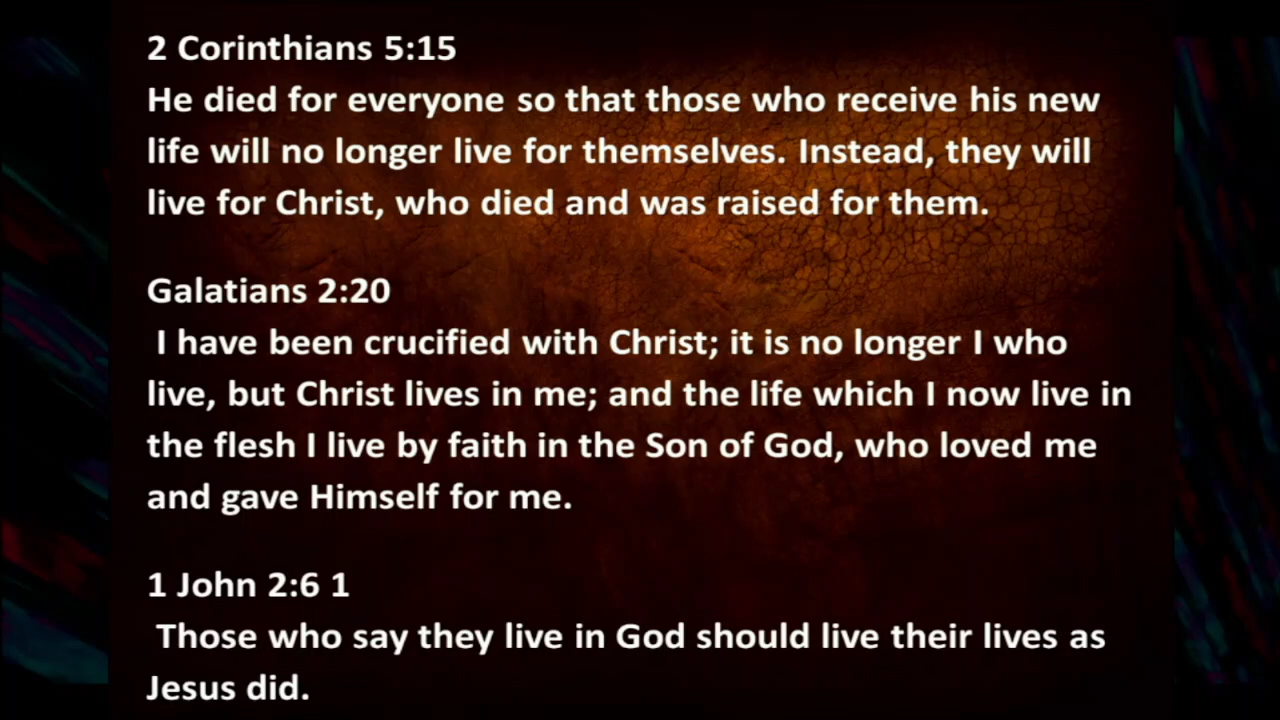 2 Corinthians 5:15
He died for everyone so that those who receive his new
life will no longer live for themselves. Instead, they will
live for Christ, who died and was raised for them.
Galatians 2:20
I have been crucified with Christ; it is no longer I who
live, but Christ lives in me; and the life which I now live in
the flesh I live by faith in the Son of God, who loved me
and gave Himself for me.
1 John 2:6 1
Those who say they live in God should live their lives as
Jesus did.